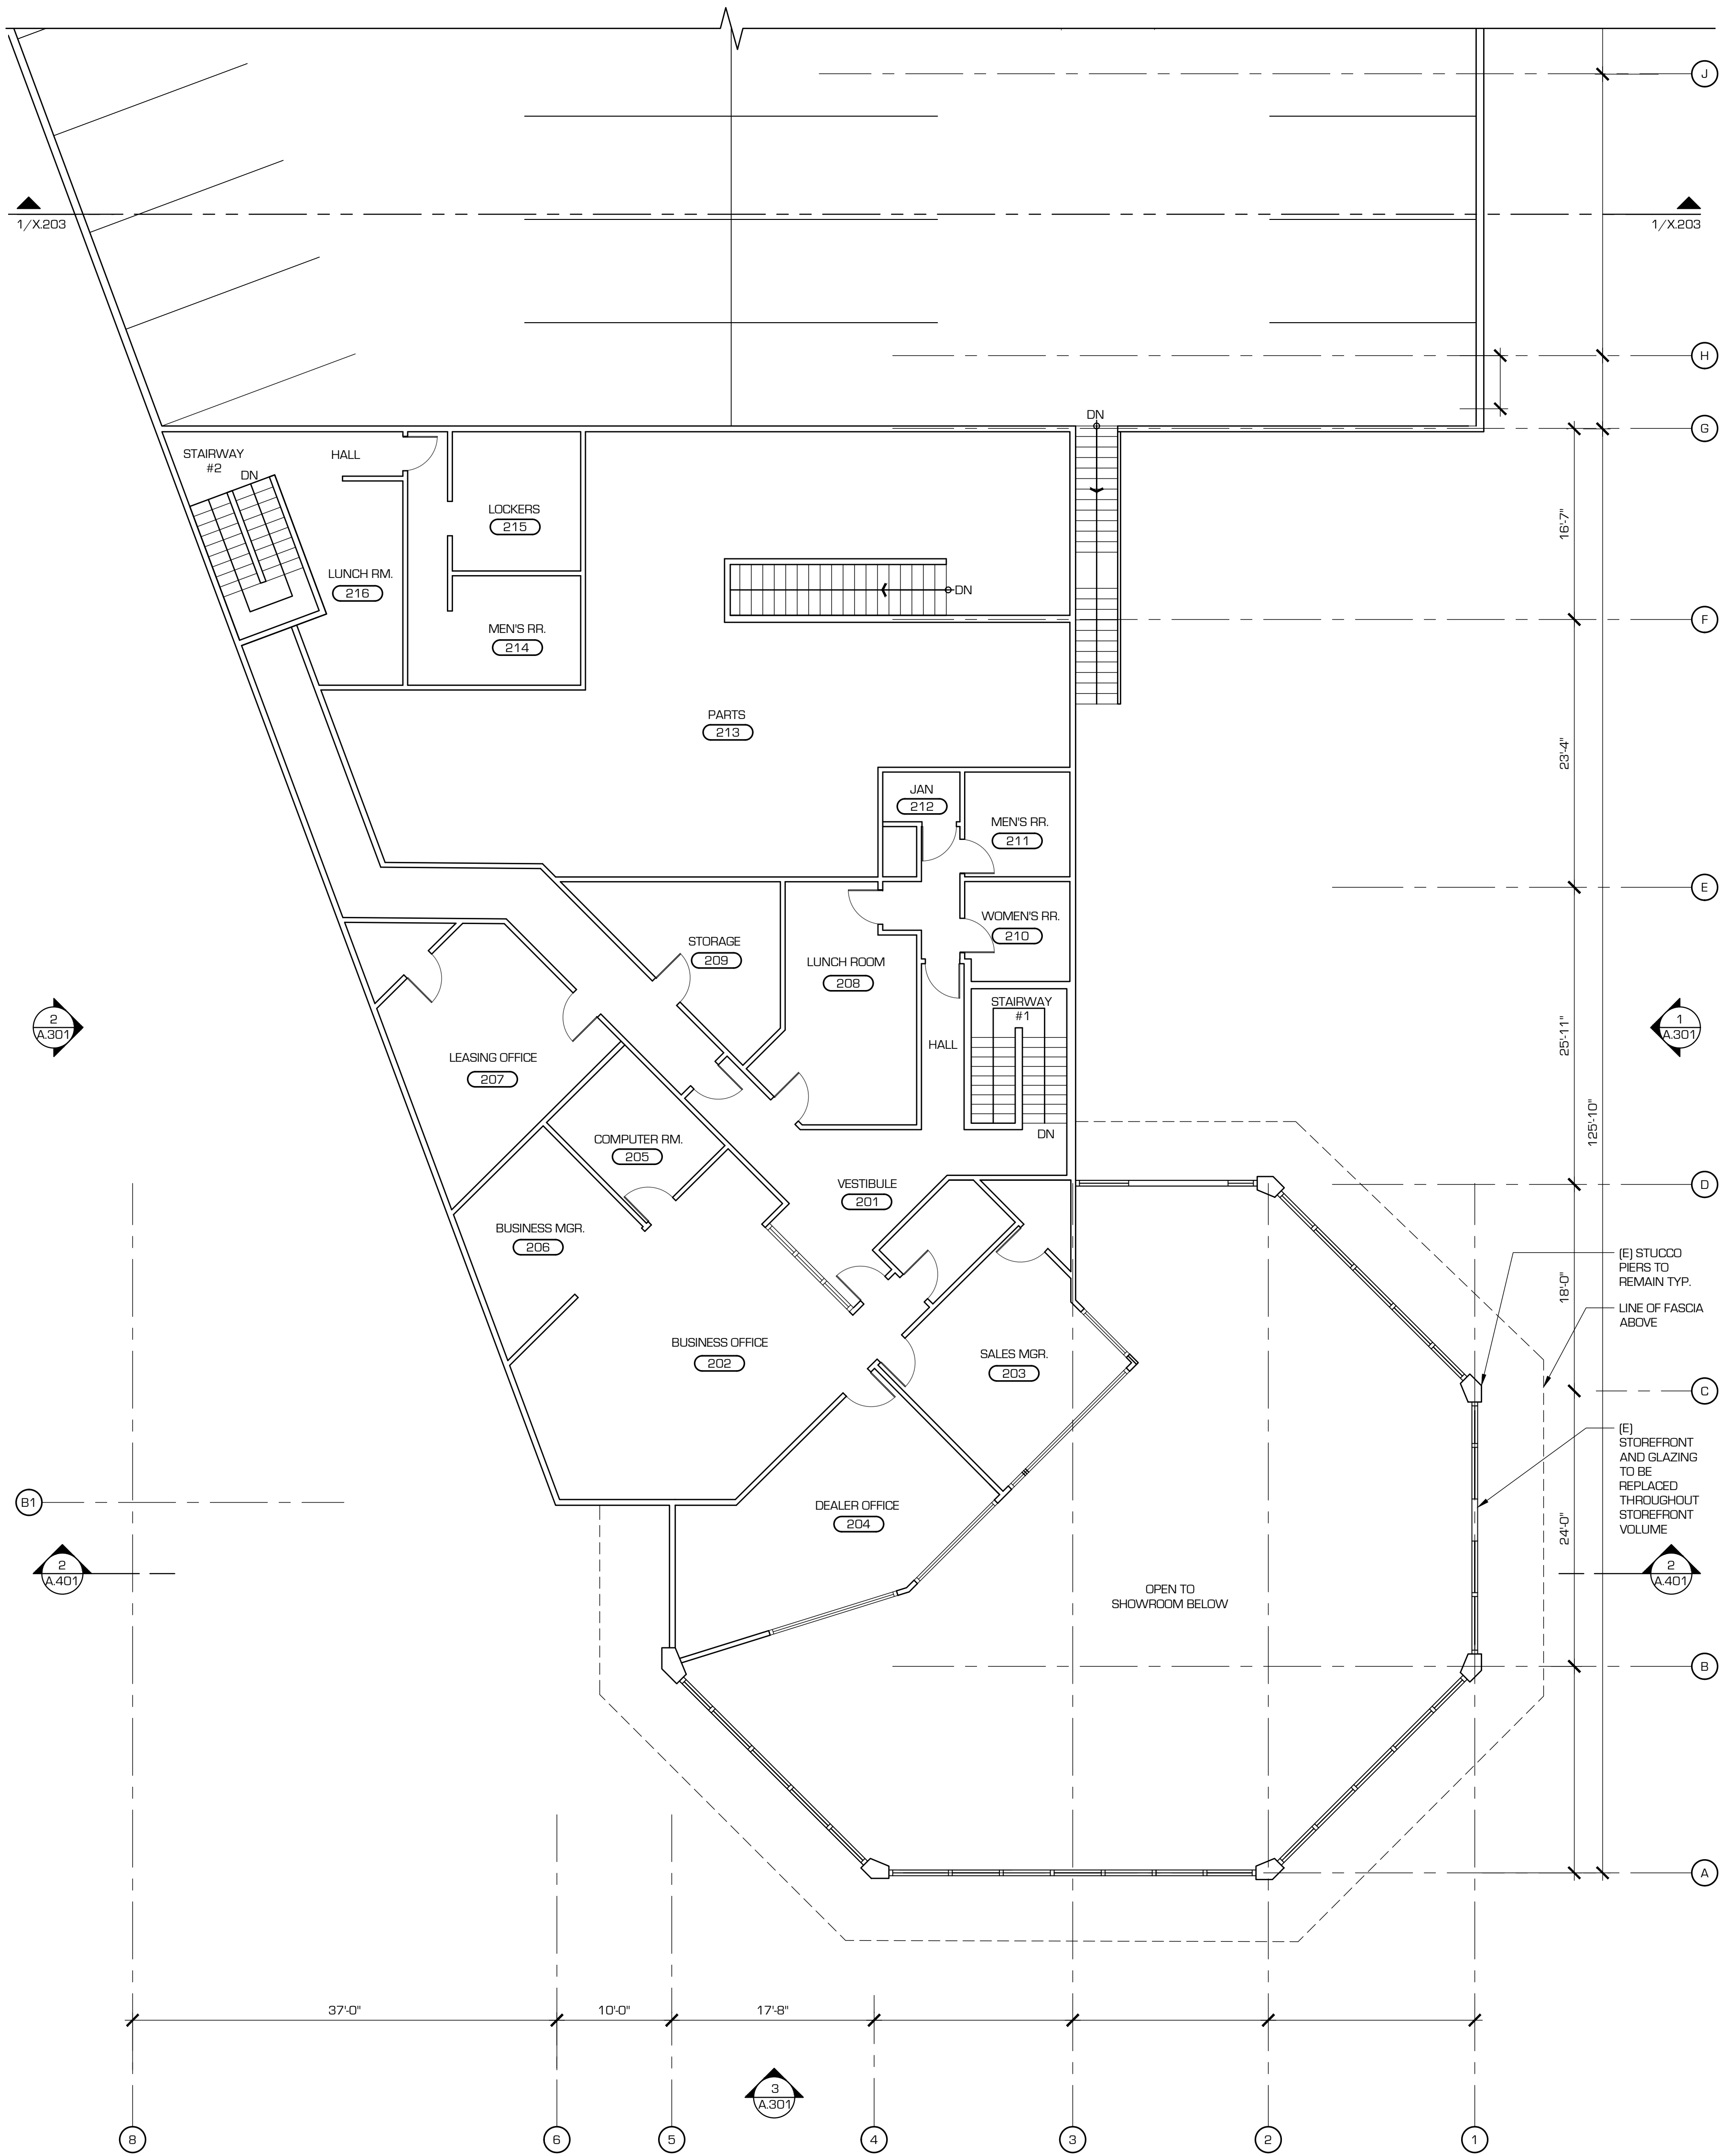 J
1/X.203
1/X.203
H
DN
G
STAIRWAY
#2
HALL
DN
LOCKERS
215
16'-7"
LUNCH RM.
216
DN
MEN'S RR.
214
F
PARTS
213
23'-4"
JAN
212
MEN'S RR.
211
E
WOMEN'S RR.
210
STORAGE
209
LUNCH ROOM
208
STAIRWAY
#1
2
A.301
1
A.301
HALL
25'-11"
LEASING OFFICE
207
125'-10"
DN
COMPUTER RM.
205
VESTIBULE
201
D
BUSINESS MGR.
206
(E) STUCCO
PIERS TO
REMAIN TYP.
18'-0"
LINE OF FASCIA
ABOVE
BUSINESS OFFICE
202
SALES MGR.
203
C
(E)
STOREFRONT
AND GLAZING
TO BE
REPLACED
THROUGHOUT
STOREFRONT
VOLUME
B1
DEALER OFFICE
204
24'-0"
2
A.401
2
A.401
OPEN TO
SHOWROOM BELOW
B
A
37'-0"
10'-0"
17'-8"
3
A.301
8
6
5
4
3
2
1